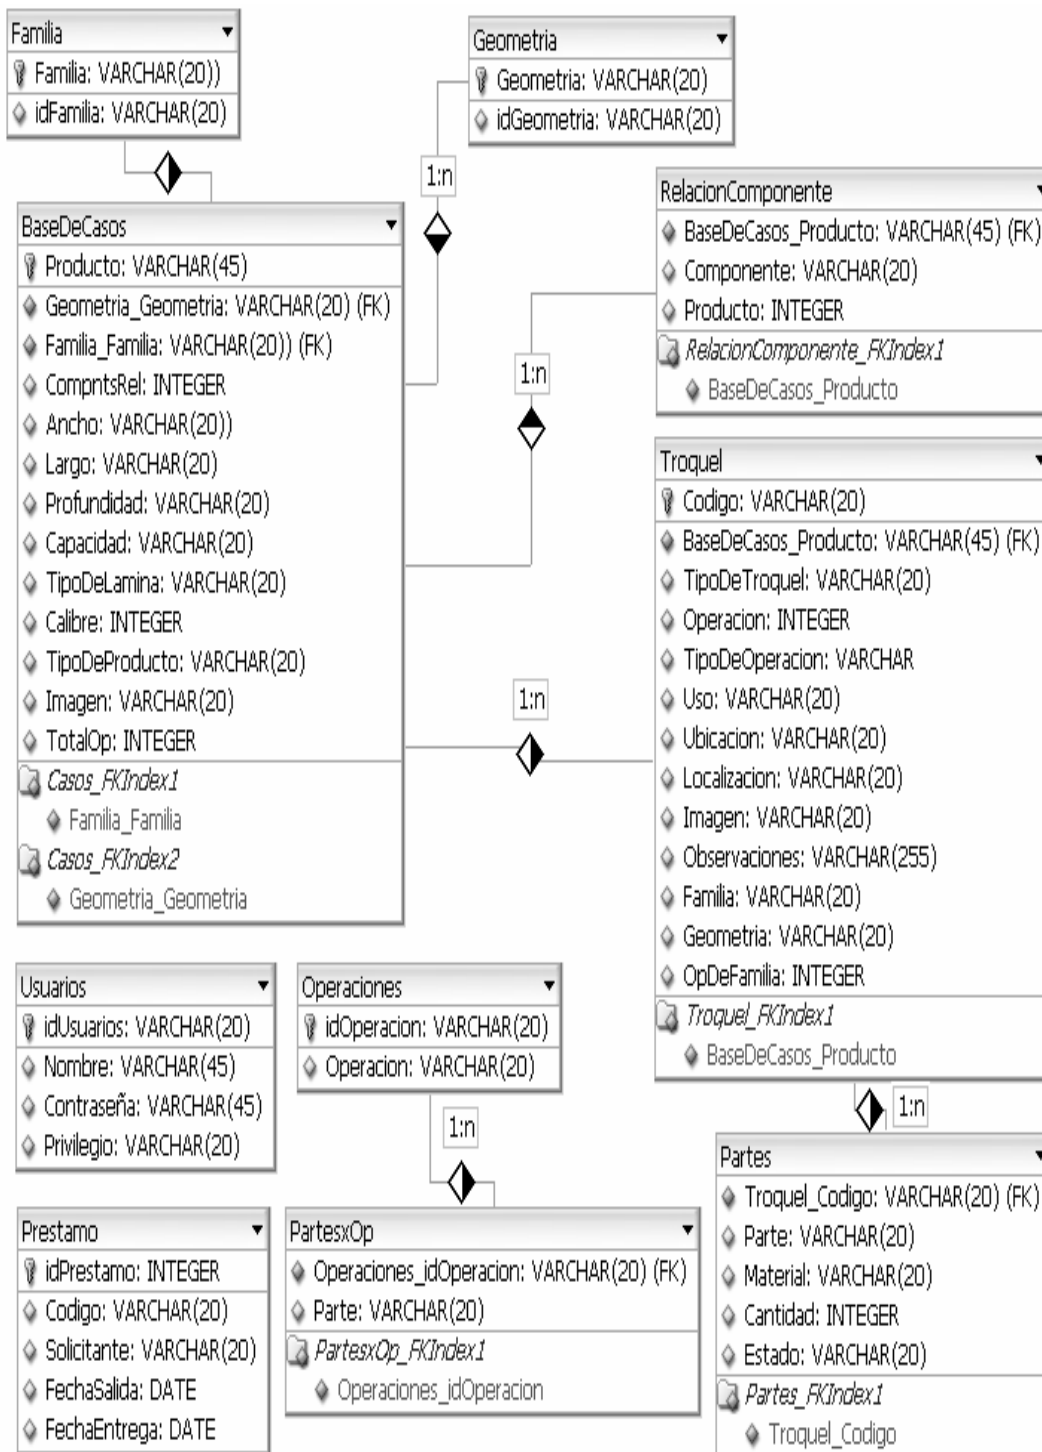 Familia
Familia: VARCHAR(20))
idFamilia: VARCHAR(20)
Geometria
Geometria: VARCHAR(20)
idGeometria: VARCHAR(20)
1:n
BaseDeCasos
Producto: VARCHAR(45)
Geometria_Geometria: VARCHAR(20) (FK)
Familia_Familia: VARCHAR(20)) (FK)
CompntsRel: INTEGER
Ancho: VARCHAR(20))
Largo: VARCHAR(20)
Profundidad: VARCHAR(20)
Capacidad: VARCHAR(20)
TipoDeLamina: VARCHAR(20)
Calibre: INTEGER
TipoDeProducto: VARCHAR(20)
Imagen: VARCHAR(20)
TotalOp: INTEGER
Casos_FKIndex1
Familia_Familia
Casos_FKIndex2
Geometria_Geometria
1:n
RelacionComponente
BaseDeCasos_Producto: VARCHAR(45) (FK)
Componente: VARCHAR(20)
Producto: INTEGER
RelacionComponente_FKIndex1
BaseDeCasos_Producto
1:n
Troquel
Codigo: VARCHAR(20)
BaseDeCasos_Producto: VARCHAR(45) (FK)
TipoDeTroquel: VARCHAR(20)
Operacion: INTEGER
TipoDeOperacion: VARCHAR
Uso: VARCHAR(20)
Ubicacion: VARCHAR(20)
Localizacion: VARCHAR(20)
Imagen: VARCHAR(20)
Observaciones: VARCHAR(255)
Familia: VARCHAR(20)
Geometria: VARCHAR(20)
OpDeFamilia: INTEGER
Troquel_FKIndex1
BaseDeCasos_Producto
Usuarios
idUsuarios: VARCHAR(20)
Nombre: VARCHAR(45)
Contraseña: VARCHAR(45)
Privilegio: VARCHAR(20)
Operaciones
idOperacion: VARCHAR(20)
Operacion: VARCHAR(20)
1:n
1:n
Prestamo
idPrestamo: INTEGER
Codigo: VARCHAR(20)
Solicitante: VARCHAR(20)
FechaSalida: DATE
FechaEntrega: DATE
PartesxOp
Operaciones_idOperacion: VARCHAR(20) (FK)
Parte: VARCHAR(20)
PartesxOp_FKIndex1
Operaciones_idOperacion
Partes
Troquel_Codigo: VARCHAR(20) (FK)
Parte: VARCHAR(20)
Material: VARCHAR(20)
Cantidad: INTEGER
Estado: VARCHAR(20)
Partes_FKIndex1
Troquel_Codigo